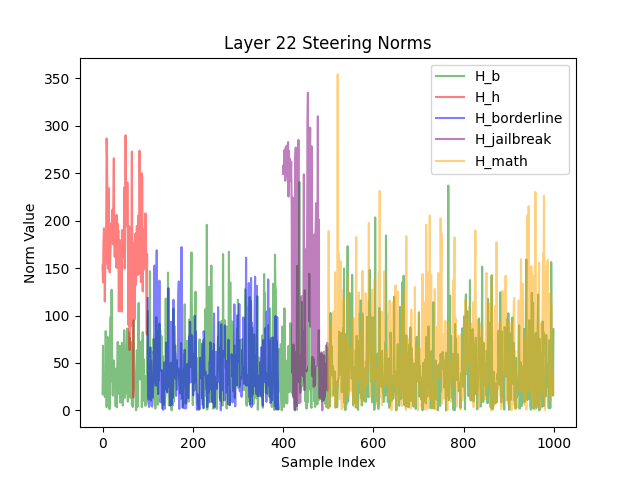 Layer 22 Steering Norms
H_b
H_h
H_borderline
H_jailbreak
H_math
Norm Value
350
300
250
200
150
100
50
0
0 200 400 600 800 1000
Sample Index